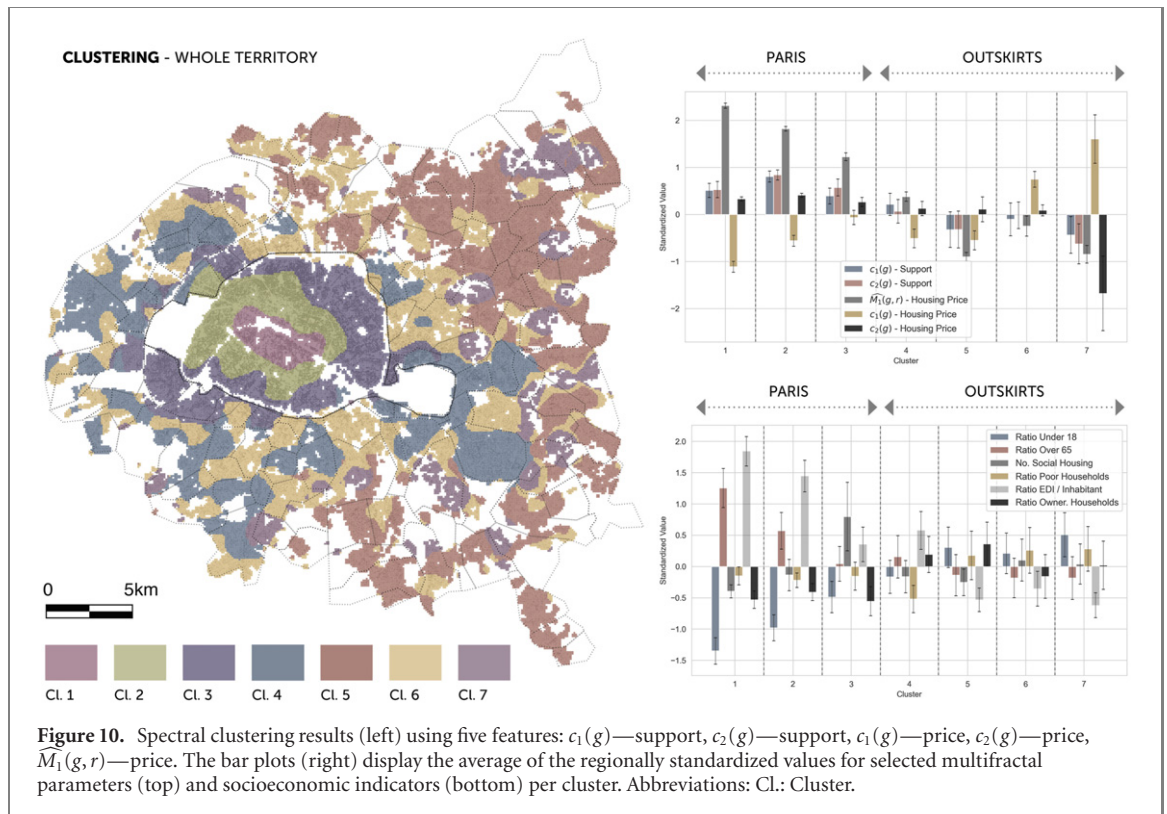 CLUSTERING - WHOLE TERRITORY
0 5km
Cl. 1 Cl. 2 Cl. 3 Cl. 4 Cl. 5 Cl. 6 Cl. 7
PARIS OUTSKIRTS
2
1
0
−1
−2
Standardized Value
c₁(g) - Support
c₂(g) - Support
M̂₁(g, r) - Housing Price
c₁(g) - Housing Price
c₂(g) - Housing Price
1 2 3 4 5 6 7
Cluster
PARIS OUTSKIRTS
2.0
1.5
1.0
0.5
0.0
−0.5
−1.0
−1.5
Standardized Value
Ratio Under 18
Ratio Over 65
No. Social Housing
Ratio Poor Households
Ratio EDI / Inhabitant
Ratio Owner. Households
1 2 3 4 5 6 7
Cluster
Figure 10. Spectral clustering results (left) using five features: c₁(g)—support, c₂(g)—support, c₁(g)—price, c₂(g)—price,
M̂₁(g, r)—price. The bar plots (right) display the average of the regionally standardized values for selected multifractal
parameters (top) and socioeconomic indicators (bottom) per cluster. Abbreviations: Cl.: Cluster.